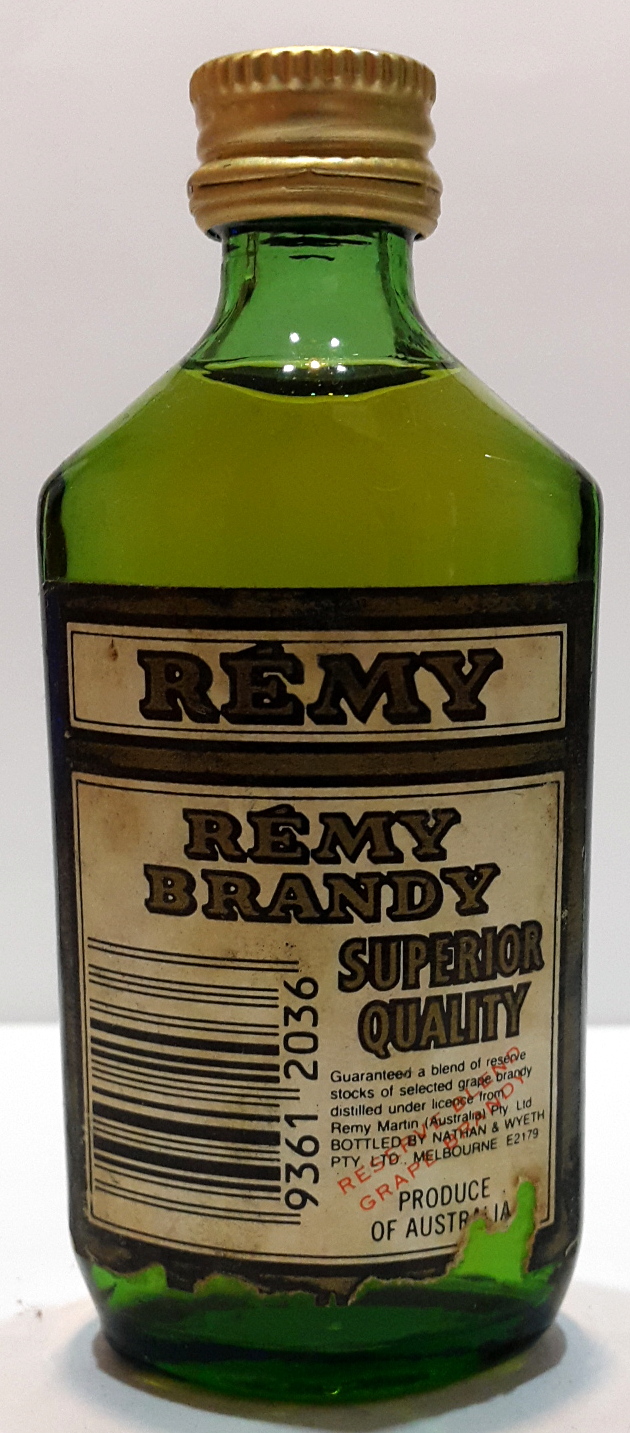 RÉMY
RÉMY
BRANDY
SUPERIOR
QUALITY
Guaranteed a blend of reserve
stocks of selected grape brandy
distilled under licence from
Remy Martin (Australia) Pty. Ltd
BOTTLED BY NATHAN & WYETH
PTY. LTD. MELBOURNE E2179
RESERVE BLEND
GRAPE BRANDY
PRODUCE
OF AUSTRALIA
9361 2036